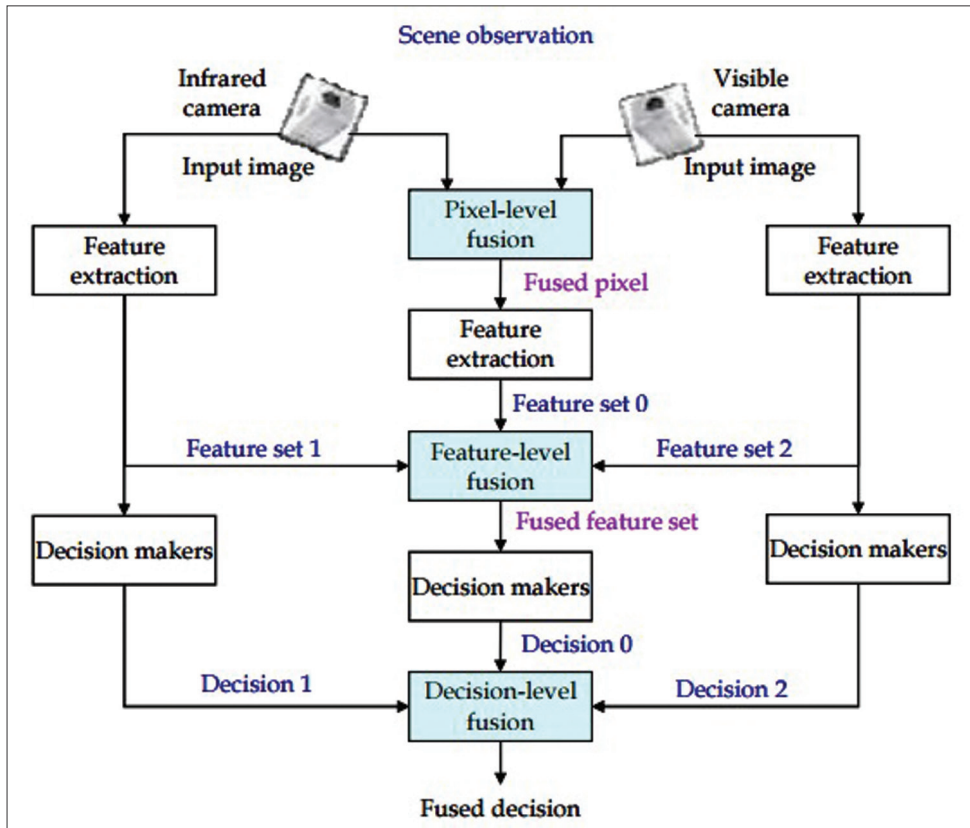 Scene observation
Infrared
camera
Visible
camera
Input image
Input image
Pixel-level
fusion
Feature
extraction
Feature
extraction
Fused pixel
Feature
extraction
Feature set 0
Feature set 1
Feature-level
fusion
Feature set 2
Fused feature set
Decision makers
Decision makers
Decision makers
Decision 0
Decision 1
Decision-level
fusion
Decision 2
Fused decision